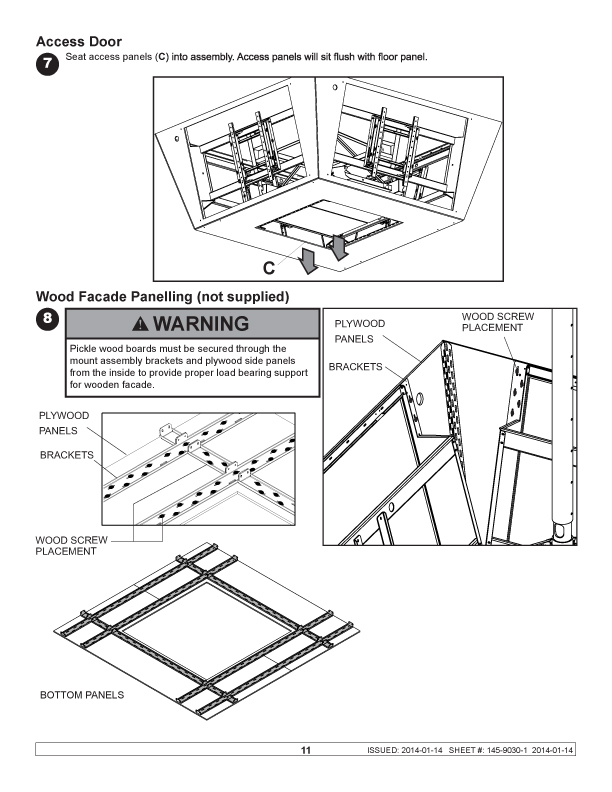 Access Door
7 Seat access panels (C) into assembly. Access panels will sit flush with floor panel.
C
Wood Facade Panelling (not supplied)
8
WARNING
Pickle wood boards must be secured through the
mount assembly brackets and plywood side panels
from the inside to provide proper load bearing support
for wooden facade.
PLYWOOD
PANELS
BRACKETS
WOOD SCREW
PLACEMENT
PLYWOOD
PANELS
BRACKETS
WOOD SCREW
PLACEMENT
BOTTOM PANELS
11 ISSUED: 2014-01-14 SHEET #: 145-9030-1 2014-01-14